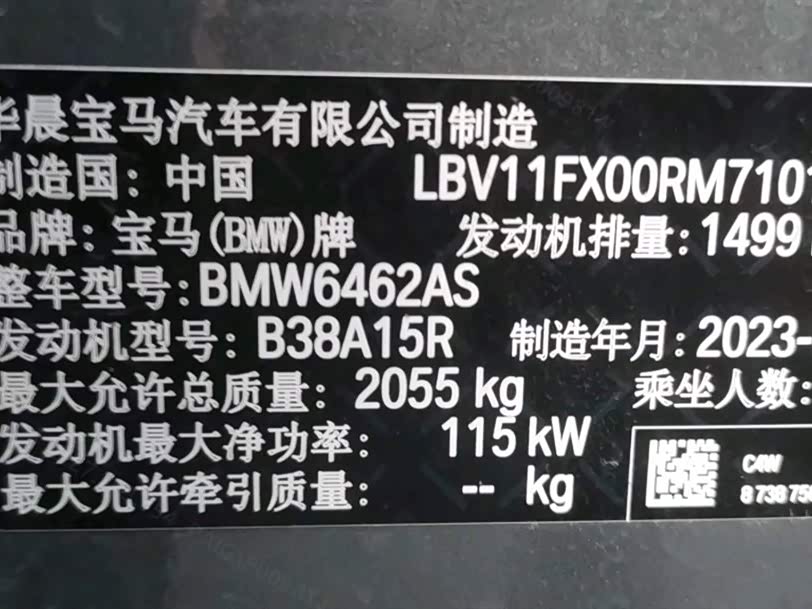 华晨宝马汽车有限公司制造
制造国：中国 LBV11FX00RM7101
品牌：宝马(BMW)牌 发动机排量：1499
整车型号：BMW6462AS
发动机型号：B38A15R 制造年月：2023-
最大允许总质量：2055 kg 乘坐人数：
发动机最大净功率：115 kW
最大允许牵引质量：-- kg
C4W
873875